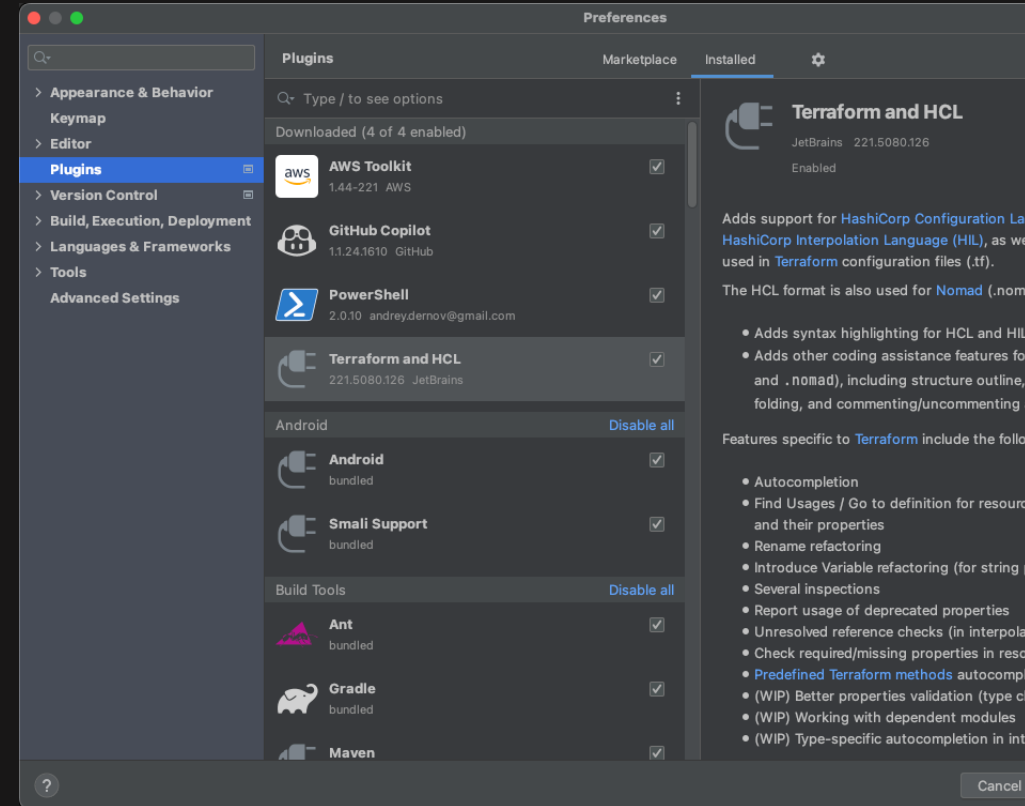 Preferences
Appearance & Behavior
Keymap
Editor
Plugins
Version Control
Build, Execution, Deployment
Languages & Frameworks
Tools
Advanced Settings
Plugins
Marketplace
Installed
Type / to see options
Downloaded (4 of 4 enabled)
aws
AWS Toolkit
1.44-221 AWS
GitHub Copilot
1.1.24.1610 GitHub
PowerShell
2.0.10 andrey.dernov@gmail.com
Terraform and HCL
221.5080.126 JetBrains
Android Disable all
Android
bundled
Smali Support
bundled
Build Tools Disable all
Ant
bundled
Gradle
bundled
Maven
Terraform and HCL
JetBrains 221.5080.126
Enabled
Adds support for HashiCorp Configuration
HashiCorp Interpolation Language (HIL), as
used in Terraform configuration files (.tf).
The HCL format is also used for Nomad (.nom
• Adds syntax highlighting for HCL and HIL
• Adds other coding assistance features
and .nomad), including structure outline,
folding, and commenting/uncommenting
Features specific to Terraform include the
• Autocompletion
• Find Usages / Go to definition for
and their properties
• Rename refactoring
• Introduce Variable refactoring (for string
• Several inspections
• Report usage of deprecated properties
• Unresolved reference checks (in
• Check required/missing properties in
• Predefined Terraform methods
• (WIP) Better properties validation (type
• (WIP) Working with dependent modules
• (WIP) Type-specific autocompletion in
?
Cancel